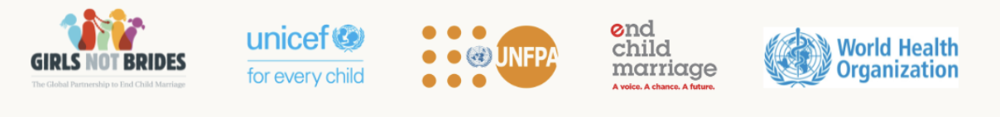 GIRLS NOT BRIDES
The Global Partnership to End Child Marriage
unicef
for every child
UNFPA
end
child
marriage
A voice. A chance. A future.
World Health
Organization